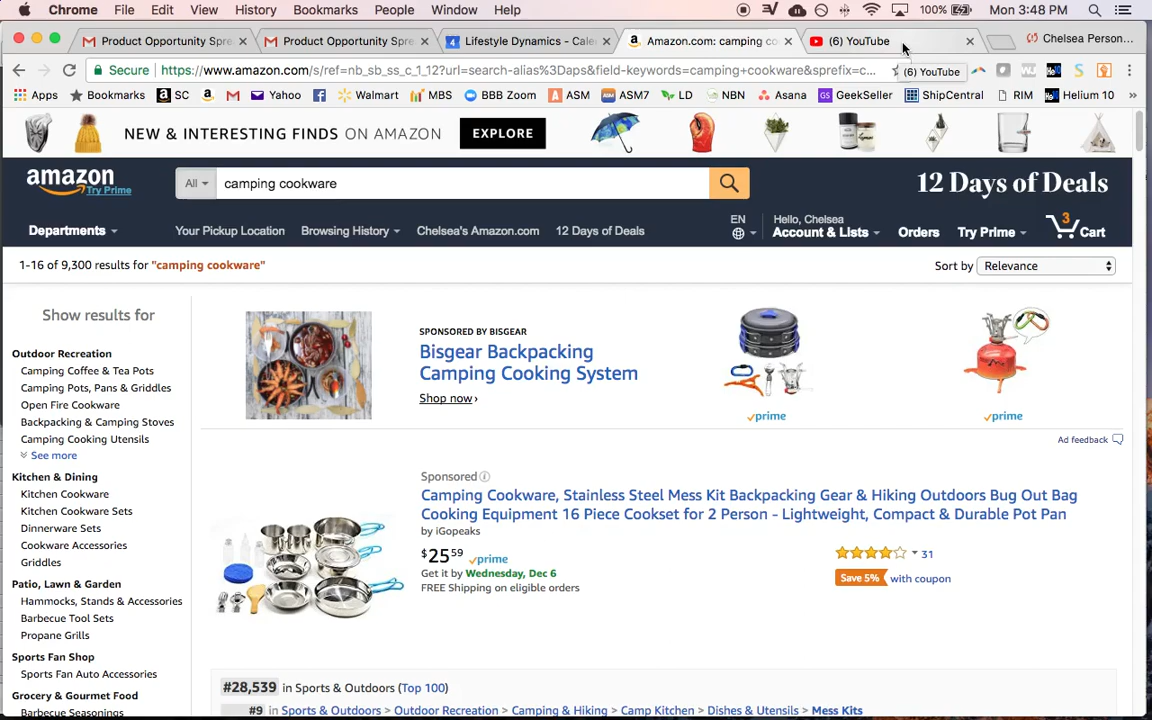 Chrome File Edit View History Bookmarks People Window Help 100% Mon 3:48 PM
Product Opportunity Spre Product Opportunity Spre Lifestyle Dynamics - Cale Amazon.com: camping co (6) YouTube Chelsea Person...
Secure https://www.amazon.com/s/ref=nb_sb_ss_c_1_12?url=search-alias%3Daps&field-keywords=camping+cookware&sprefix=c... (6) YouTube
Apps Bookmarks SC Yahoo Walmart MBS BBB Zoom ASM ASM7 LD NBN Asana GeekSeller ShipCentral RIM Helium 10 »
NEW & INTERESTING FINDS ON AMAZON EXPLORE
amazon
Try Prime
All camping cookware
12 Days of Deals
Departments Your Pickup Location Browsing History Chelsea's Amazon.com 12 Days of Deals
EN
Hello, Chelsea
Account & Lists Orders Try Prime 3 Cart
1-16 of 9,300 results for "camping cookware"
Sort by Relevance
Show results for
Outdoor Recreation
Camping Coffee & Tea Pots
Camping Pots, Pans & Griddles
Open Fire Cookware
Backpacking & Camping Stoves
Camping Cooking Utensils
See more
Kitchen & Dining
Kitchen Cookware
Kitchen Cookware Sets
Dinnerware Sets
Cookware Accessories
Griddles
Patio, Lawn & Garden
Hammocks, Stands & Accessories
Barbecue Tool Sets
Propane Grills
Sports Fan Shop
Sports Fan Auto Accessories
Grocery & Gourmet Food
Barbecue Seasonings
SPONSORED BY BISGEAR
Bisgear Backpacking
Camping Cooking System
Shop now ›
prime
prime
Ad feedback
Sponsored
Camping Cookware, Stainless Steel Mess Kit Backpacking Gear & Hiking Outdoors Bug Out Bag
Cooking Equipment 16 Piece Cookset for 2 Person - Lightweight, Compact & Durable Pot Pan
by iGopeaks
$25 59 prime
Get it by Wednesday, Dec 6
FREE Shipping on eligible orders
31
Save 5% with coupon
#28,539 in Sports & Outdoors (Top 100)
#9 in Sports & Outdoors > Outdoor Recreation > Camping & Hiking > Camp Kitchen > Dishes & Utensils > Mess Kits